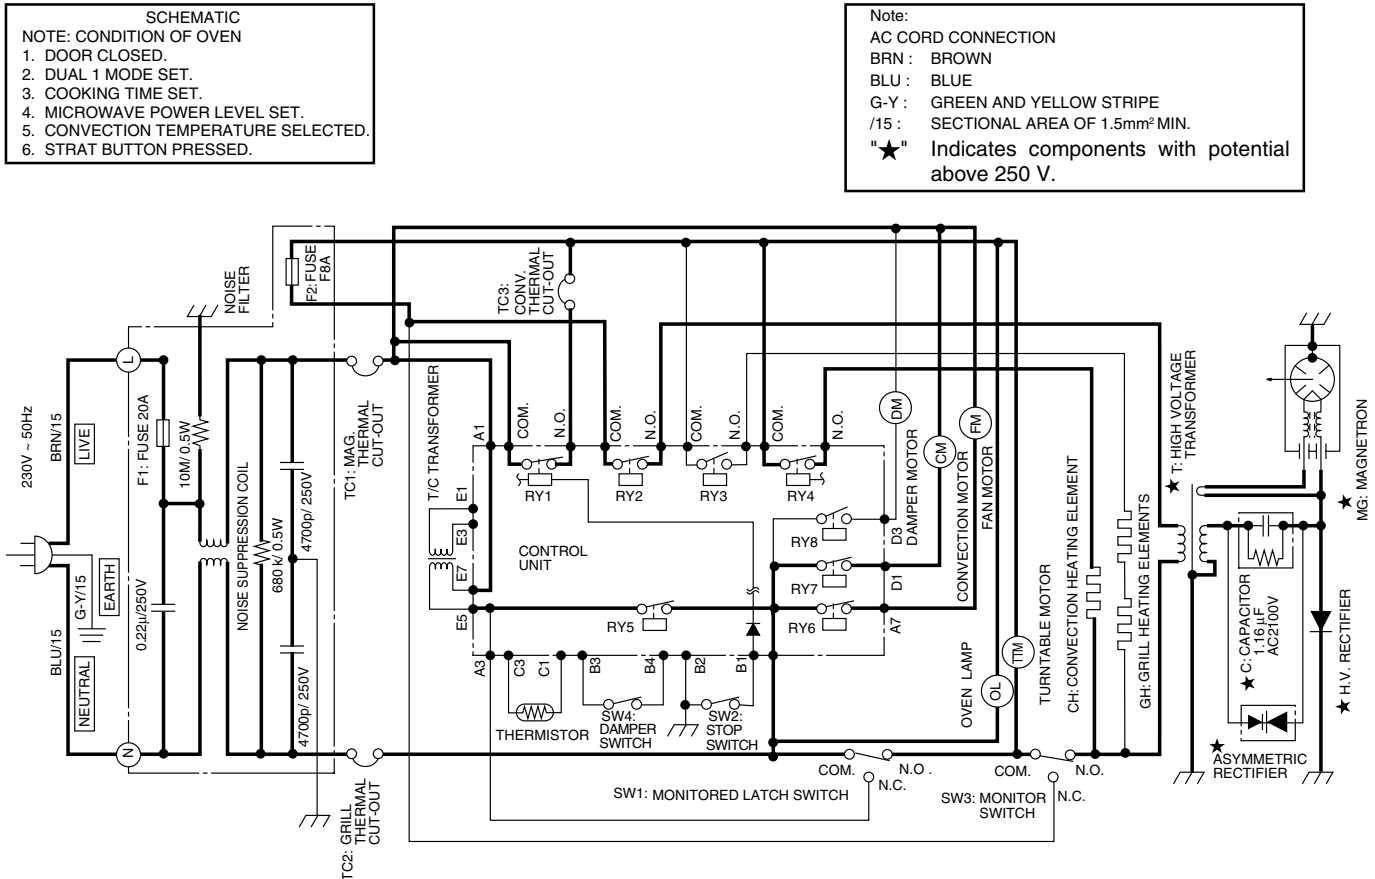 SCHEMATIC
NOTE: CONDITION OF OVEN
1. DOOR CLOSED.
2. DUAL 1 MODE SET.
3. COOKING TIME SET.
4. MICROWAVE POWER LEVEL SET.
5. CONVECTION TEMPERATURE SELECTED.
6. STRAT BUTTON PRESSED.
Note:
AC CORD CONNECTION
BRN : BROWN
BLU : BLUE
G-Y : GREEN AND YELLOW STRIPE
/15 : SECTIONAL AREA OF 1.5mm² MIN.
"★" Indicates components with potential
above 250 V.
230V ~ 50Hz
BRN/15
LIVE
G-Y/15
EARTH
BLU/15
NEUTRAL
L
N
F1: FUSE 20A
10M/ 0.5W
0.22µ/250V
NOISE
FILTER
NOISE SUPPRESSION COIL
680 k/ 0.5W
4700p/ 250V
4700p/ 250V
F2: FUSE
F8A
TC1: MAG.
THERMAL
CUT-OUT
TC2: GRILL
THERMAL
CUT-OUT
TC3:
CONV.
THERMAL
CUT-OUT
T/C TRANSFORMER
A1
E1
E3
E7
E5
A3
COM.
N.O.
COM.
N.O.
COM.
N.O.
COM.
N.O.
RY1
RY2
RY3
RY4
RY8
RY7
RY5
RY6
CONTROL
UNIT
D3
D1
A7
C3
C1
B3
B4
B2
B1
THERMISTOR
SW4:
DAMPER
SWITCH
SW2:
STOP
SWITCH
DM
DAMPER MOTOR
CM
CONVECTION MOTOR
FM
FAN MOTOR
OL
OVEN LAMP
TTM
TURNTABLE MOTOR
CH: CONVECTION HEATING ELEMENT
GH: GRILL HEATING ELEMENTS
COM.
N.O .
N.C.
SW1: MONITORED LATCH SWITCH
COM.
N.O.
N.C.
SW3: MONITOR
SWITCH
★ T: HIGH VOLTAGE
TRANSFORMER
★ C: CAPACITOR
1.16 µF
AC2100V
★
ASYMMETRIC
RECTIFIER
★ H.V. RECTIFIER
★
MG: MAGNETRON